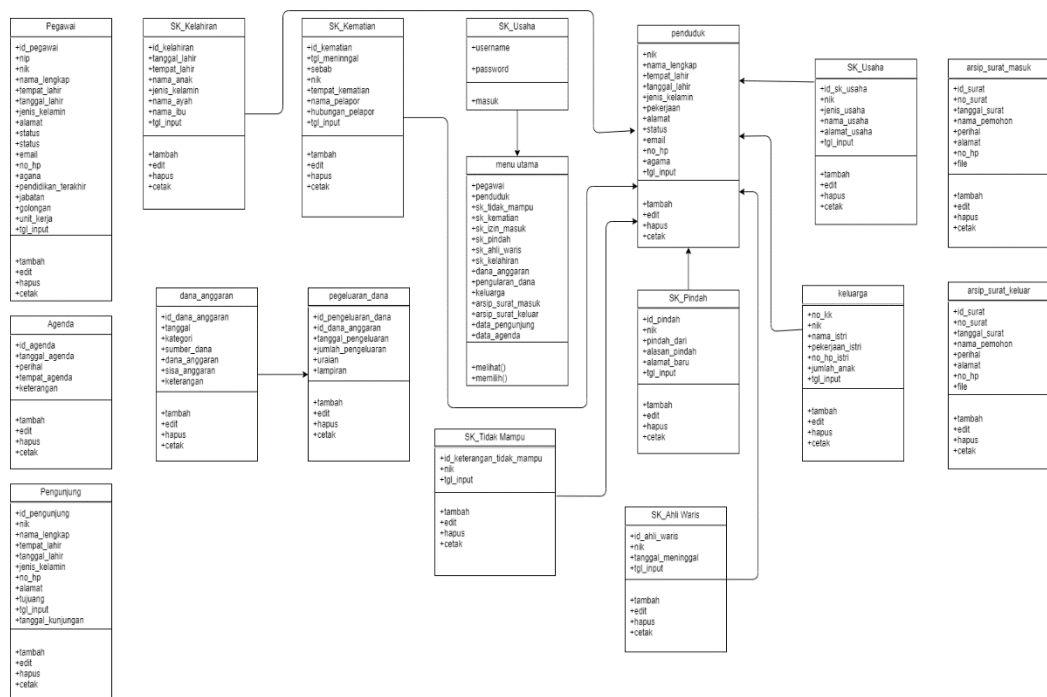 Pegawai
+id_pegawai
+nip
+nik
+nama_lengkap
+tempat_lahir
+tanggal_lahir
+jenis_kelamin
+alamat
+status
+status
+email
+no_hp
+agana
+pendidikan_terakhir
+jabatan
+golongan
+unit_kerja
+tgl_input
+tambah
+edit
+hapus
+cetak
SK_Kelahiran
+id_kelahiran
+tanggal_lahir
+tempat_lahir
+nama_anak
+jenis_kelamin
+nama_ayah
+nama_ibu
+tgl_input
+tambah
+edit
+hapus
+cetak
SK_Kematian
+id_kematian
+tgl_meninngal
+sebab
+nik
+tempat_kematian
+nama_pelapor
+hubungan_pelapor
+tgl_input
+tambah
+edit
+hapus
+cetak
SK_Usaha
+username
+password
+masuk
penduduk
+nik
+nama_lengkap
+tempat_lahir
+tanggal_lahir
+jenis_kelamin
+pekerjaan
+alamat
+status
+email
+no_hp
+agama
+tgl_input
+tambah
+edit
+hapus
+cetak
SK_Usaha
+id_sk_usaha
+nik
+jenis_usaha
+nama_usaha
+alamat_usaha
+tgl_input
+tambah
+edit
+hapus
+cetak
arsip_surat_masuk
+id_surat
+no_surat
+tanggal_surat
+nama_pemohon
+perihal
+alamat
+no_hp
+file
+tambah
+edit
+hapus
+cetak
menu utama
+pegawai
+penduduk
+sk_tidak_mampu
+sk_kematian
+sk_izin_masuk
+sk_pindah
+sk_ahli_waris
+sk_kelahiran
+dana_anggaran
+pengularan_dana
+keluarga
+arsip_surat_masuk
+arsip_surat_keluar
+data_pengunjung
+data_agenda
+melihat()
+memilih()
dana_anggaran
+id_dana_anggaran
+tanggal
+kategori
+sumber_dana
+dana_anggaran
+sisa_anggaran
+keterangan
+tambah
+edit
+hapus
+cetak
pegeluaran_dana
+id_pengeluaran_dana
+id_dana_anggaran
+tanggal_pengeluaran
+jumlah_pengeluaran
+uraian
+lampiran
+tambah
+edit
+hapus
+cetak
SK_Pindah
+id_pindah
+nik
+pindah_dari
+alasan_pindah
+alamat_baru
+tgl_input
+tambah
+edit
+hapus
+cetak
keluarga
+no_kk
+nik
+nama_istri
+pekerjaan_istri
+no_hp_istri
+jumlah_anak
+tgl_input
+tambah
+edit
+hapus
+cetak
arsip_surat_keluar
+id_surat
+no_surat
+tanggal_surat
+nama_pemohon
+perihal
+alamat
+no_hp
+file
+tambah
+edit
+hapus
+cetak
Agenda
+id_agenda
+tanggal_agenda
+perihal
+tempat_agenda
+keterangan
+tambah
+edit
+hapus
+cetak
SK_Tidak Mampu
+id_keterangan_tidak_mampu
+nik
+tgl_input
+tambah
+edit
+hapus
+cetak
Pengunjung
+id_pengunjung
+nik
+nama_lengkap
+tempat_lahir
+tanggal_lahir
+jenis_kelamin
+no_hp
+alamat
+tujuang
+tgl_input
+tanggal_kunjungan
+tambah
+edit
+hapus
+cetak
SK_Ahli Waris
+id_ahli_waris
+nik
+tanggal_meninggal
+tgl_input
+tambah
+edit
+hapus
+cetak